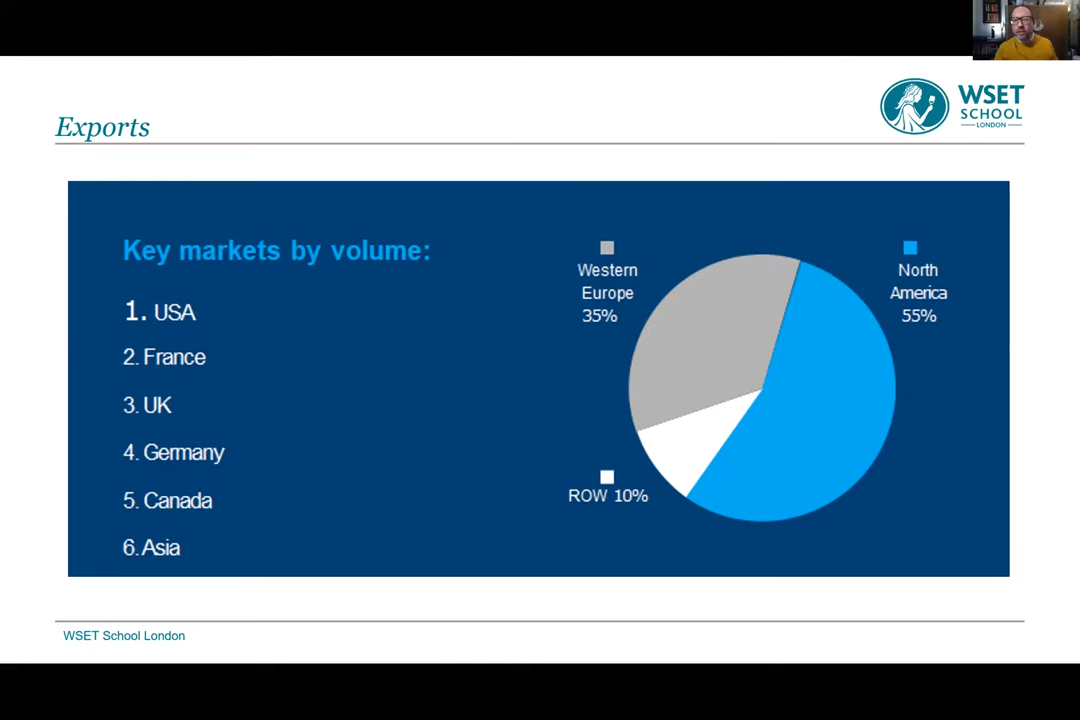 WSET
SCHOOL
LONDON
Exports
Key markets by volume:
1. USA
2. France
3. UK
4. Germany
5. Canada
6. Asia
Western
Europe
35%
North
America
55%
ROW 10%
WSET School London